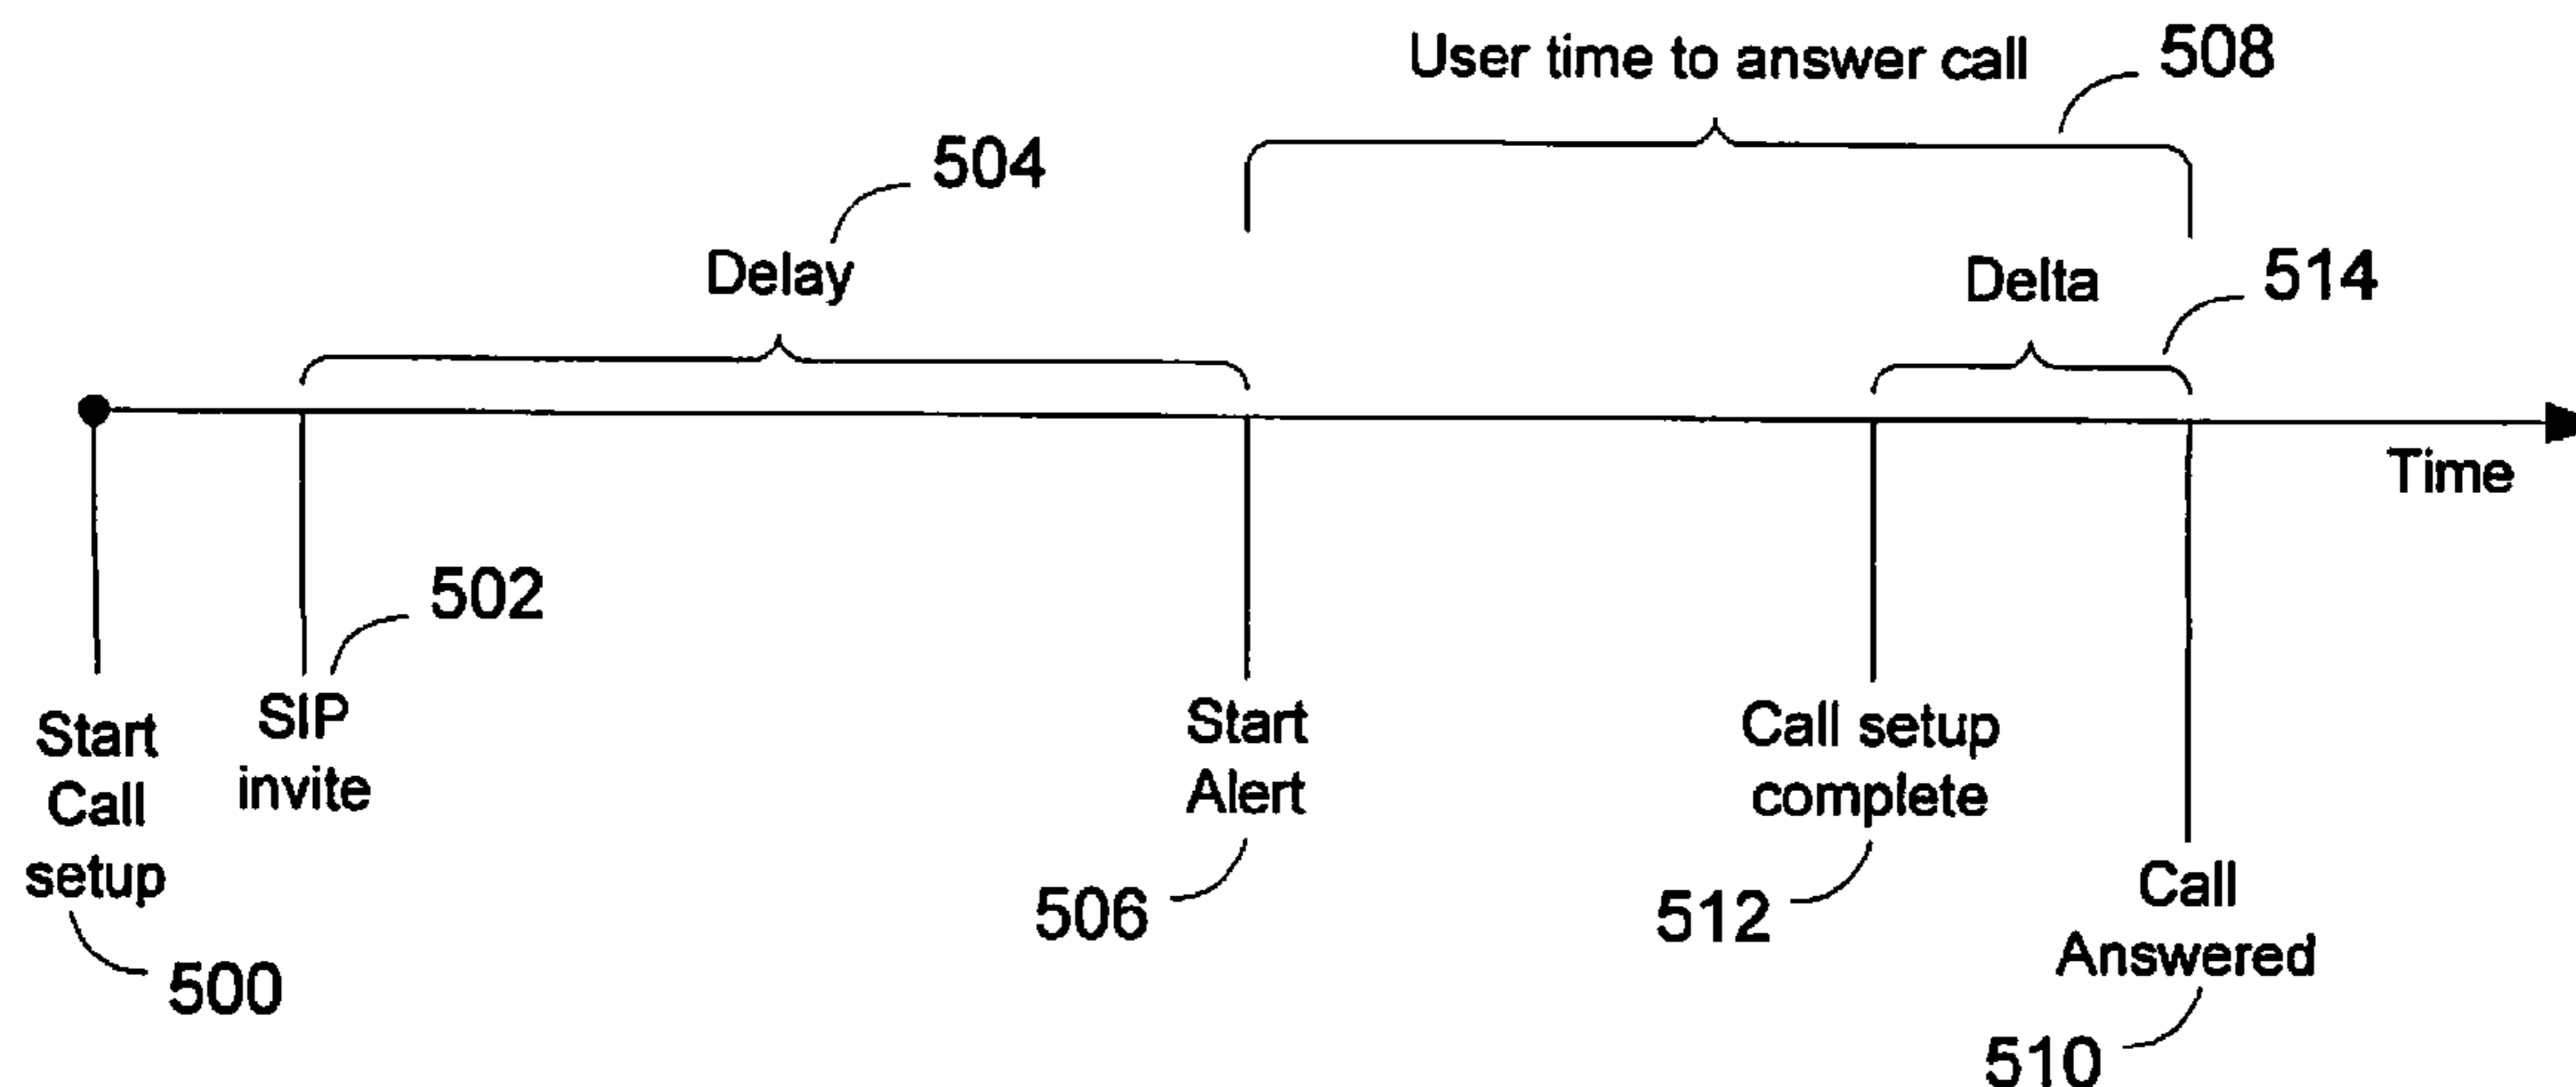 User time to answer call
508
504
Delay
Delta
514
Time
502
SIP
invite
Start
Call
setup
500
Start
Alert
506
Call setup
complete
512
Call
Answered
510